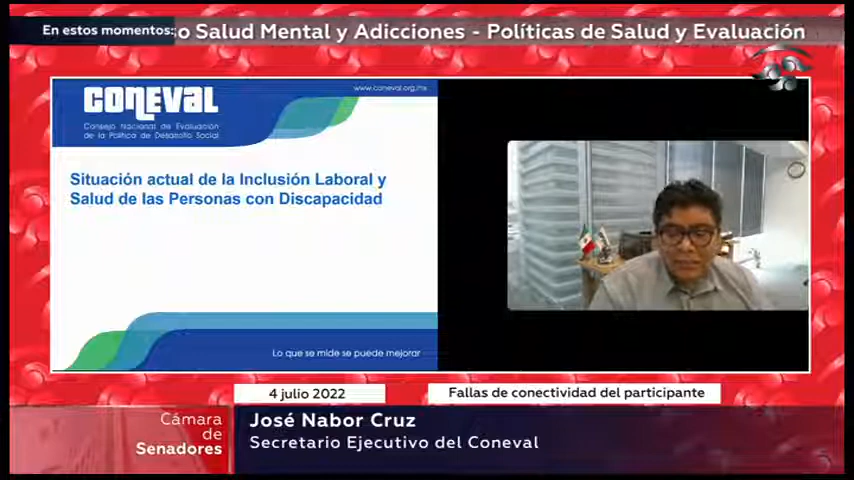 En estos momentos:
o Salud Mental y Adicciones - Políticas de Salud y Evaluación
www.coneval.org.mx
coneval
Consejo Nacional de Evaluación
de la Política de Desarrollo Social
Situación actual de la Inclusión Laboral y
Salud de las Personas con Discapacidad
Lo que se mide se puede mejorar
4 julio 2022
Fallas de conectividad del participante
Cámara
de
Senadores
José Nabor Cruz
Secretario Ejecutivo del Coneval